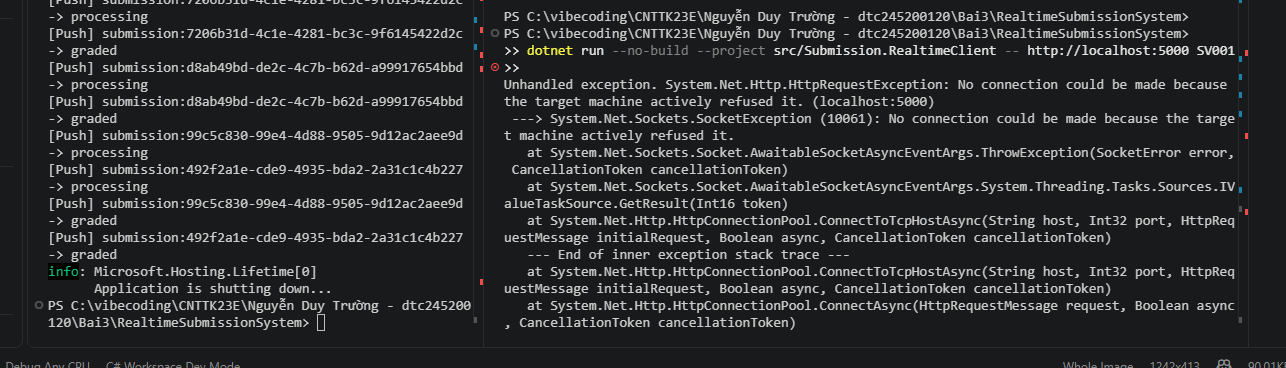 [Push] submission:7206b31d-4c1e-4281-bc3c-9f6145422d2c
-> processing
[Push] submission:7206b31d-4c1e-4281-bc3c-9f6145422d2c
-> graded
[Push] submission:d8ab49bd-de2c-4c7b-b62d-a99917654bbd
-> processing
[Push] submission:d8ab49bd-de2c-4c7b-b62d-a99917654bbd
-> graded
[Push] submission:99c5c830-99e4-4d88-9505-9d12ac2aee9d
-> processing
[Push] submission:492f2a1e-cde9-4935-bda2-2a31c1c4b227
-> processing
[Push] submission:99c5c830-99e4-4d88-9505-9d12ac2aee9d
-> graded
[Push] submission:492f2a1e-cde9-4935-bda2-2a31c1c4b227
-> graded
info: Microsoft.Hosting.Lifetime[0]
Application is shutting down...
PS C:\vibecoding\CNTTK23E\Nguyễn Duy Trường - dtc245200
120\Bai3\RealtimeSubmissionSystem>
PS C:\vibecoding\CNTTK23E\Nguyễn Duy Trường - dtc245200120\Bai3\RealtimeSubmissionSystem>
PS C:\vibecoding\CNTTK23E\Nguyễn Duy Trường - dtc245200120\Bai3\RealtimeSubmissionSystem>
>> dotnet run --no-build --project src/Submission.RealtimeClient -- http://localhost:5000 SV001
>>
Unhandled exception. System.Net.Http.HttpRequestException: No connection could be made because
the target machine actively refused it. (localhost:5000)
---> System.Net.Sockets.SocketException (10061): No connection could be made because the targe
t machine actively refused it.
at System.Net.Sockets.Socket.AwaitableSocketAsyncEventArgs.ThrowException(SocketError error,
CancellationToken cancellationToken)
at System.Net.Sockets.Socket.AwaitableSocketAsyncEventArgs.System.Threading.Tasks.Sources.IV
alueTaskSource.GetResult(Int16 token)
at System.Net.Http.HttpConnectionPool.ConnectToTcpHostAsync(String host, Int32 port, HttpReq
uestMessage initialRequest, Boolean async, CancellationToken cancellationToken)
--- End of inner exception stack trace ---
at System.Net.Http.HttpConnectionPool.ConnectToTcpHostAsync(String host, Int32 port, HttpReq
uestMessage initialRequest, Boolean async, CancellationToken cancellationToken)
at System.Net.Http.HttpConnectionPool.ConnectAsync(HttpRequestMessage request, Boolean async
, CancellationToken cancellationToken)
Debug Any CPU C# Workspace Dev Mode Whole Image 1242x413 90.01K